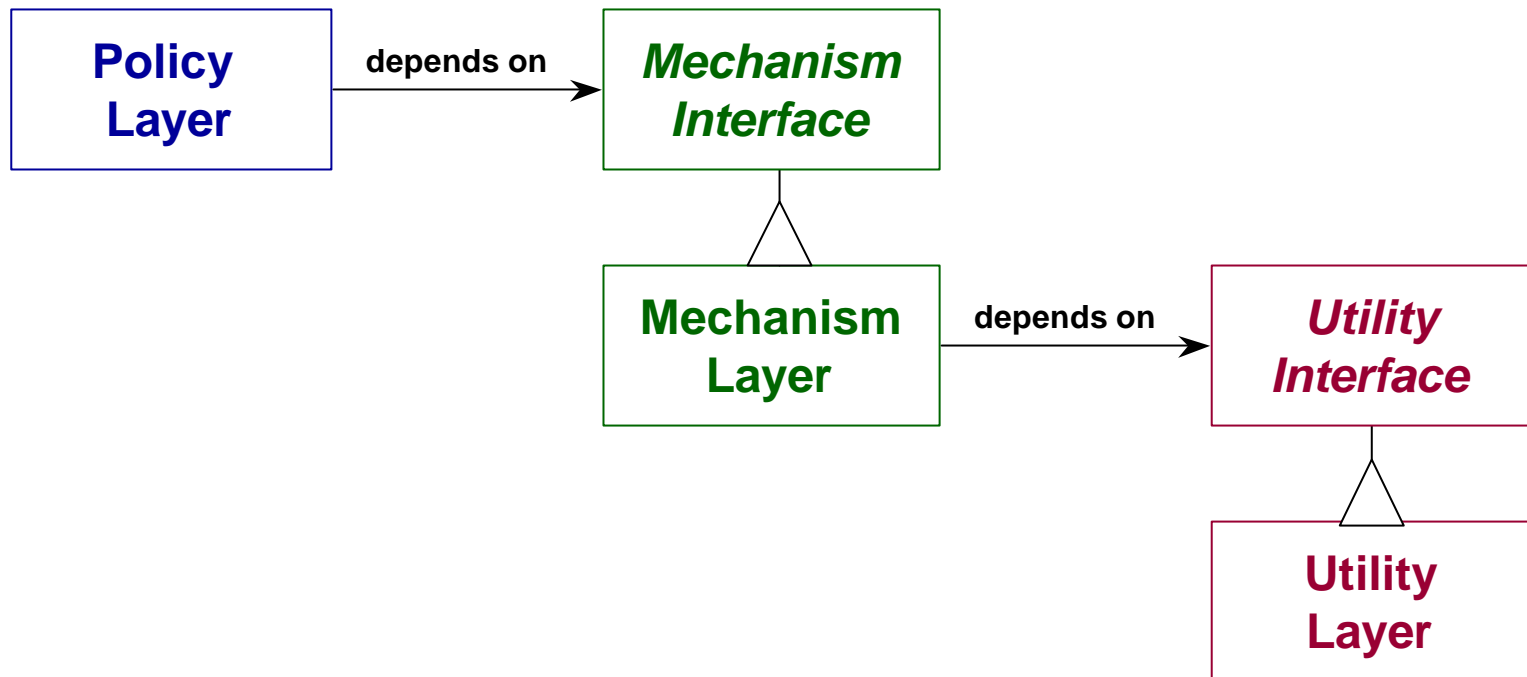 Policy
Layer
depends on
Mechanism
Interface
Mechanism
Layer
depends on
Utility
Interface
Utility
Layer